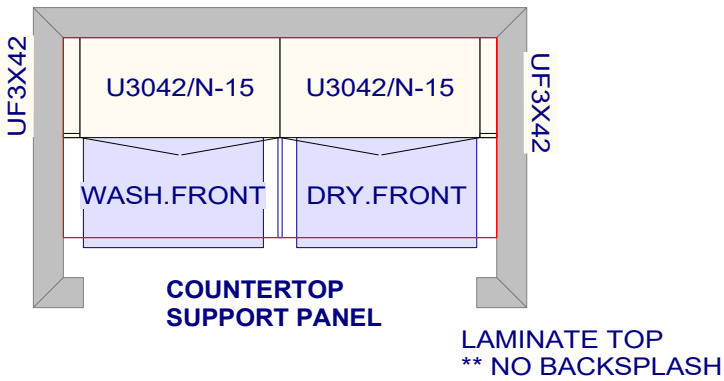 UF3X42
U3042/N-15
U3042/N-15
UF3X42
WASH.FRONT
DRY.FRONT
COUNTERTOP
SUPPORT PANEL
LAMINATE TOP
** NO BACKSPLASH